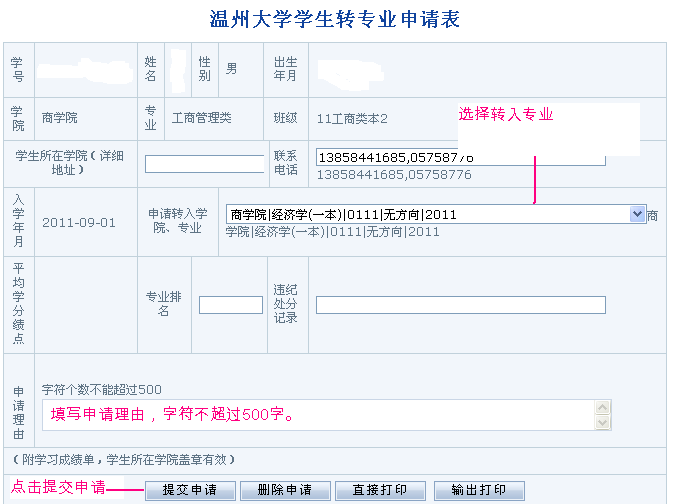 温州大学学生转专业申请表
学号 姓名 性别 男 出生年月
学院 商学院 专业 工商管理类 班级 11工商类本2
选择转入专业
学生所在学院（详细地址） 联系电话 13858441685,05758776
13858441685,05758776
入学年月 2011-09-01 申请转入学院、专业 商学院|经济学(一本)|0111|无方向|2011 商
学院|经济学(一本)|0111|无方向|2011
平均学分绩点 专业排名 违纪处分记录
申请理由 字符个数不能超过500
填写申请理由，字符不超过500字。
（附学习成绩单，学生所在学院盖章有效）
点击提交申请 提交申请 删除申请 直接打印 输出打印